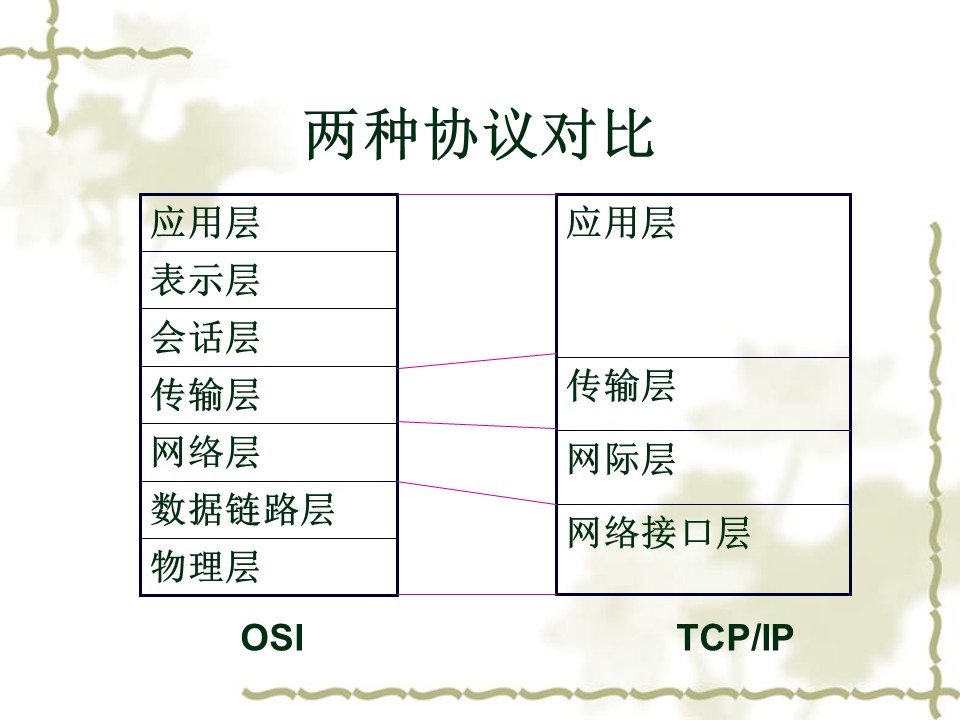 两种协议对比
应用层
表示层
会话层
传输层
网络层
数据链路层
物理层
应用层
传输层
网际层
网络接口层
OSI
TCP/IP